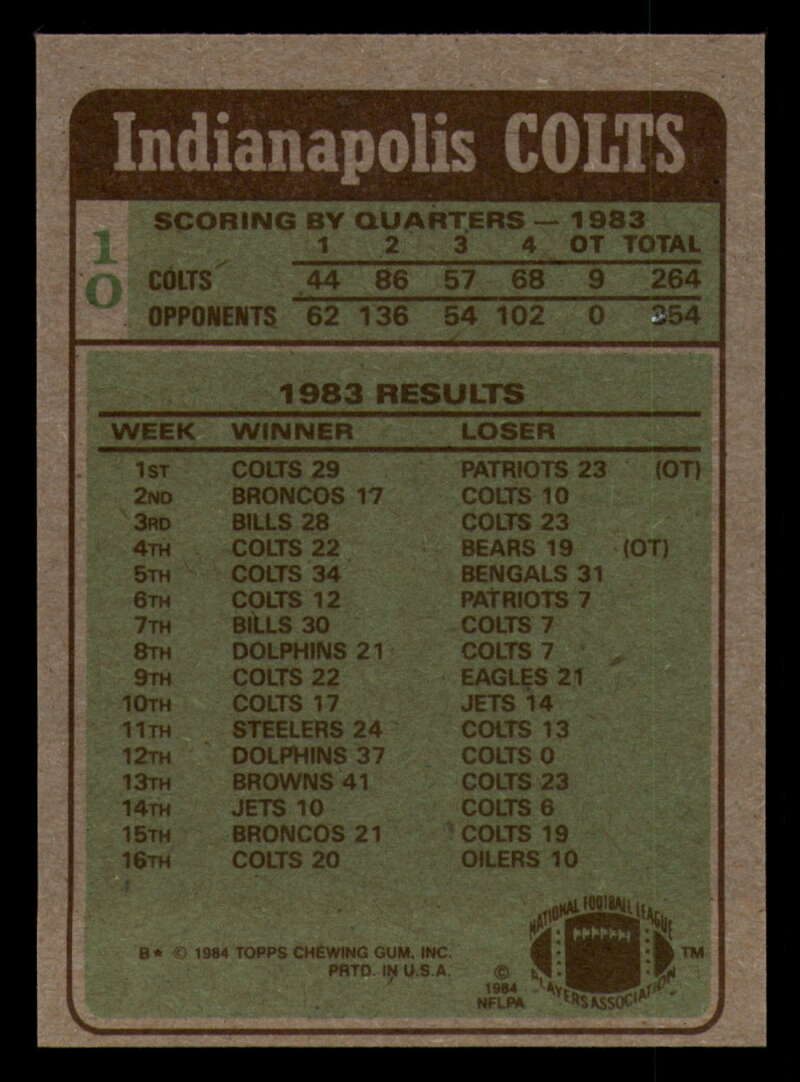 Indianapolis COLTS
10
SCORING BY QUARTERS — 1983
1 2 3 4 OT TOTAL
COLTS 44 86 57 68 9 264
OPPONENTS 62 136 54 102 0 354
1983 RESULTS
WEEK WINNER LOSER
1ST COLTS 29 PATRIOTS 23 (OT)
2ND BRONCOS 17 COLTS 10
3RD BILLS 28 COLTS 23
4TH COLTS 22 BEARS 19 (OT)
5TH COLTS 34 BENGALS 31
6TH COLTS 12 PATRIOTS 7
7TH BILLS 30 COLTS 7
8TH DOLPHINS 21 COLTS 7
9TH COLTS 22 EAGLES 21
10TH COLTS 17 JETS 14
11TH STEELERS 24 COLTS 13
12TH DOLPHINS 37 COLTS 0
13TH BROWNS 41 COLTS 23
14TH JETS 10 COLTS 6
15TH BRONCOS 21 COLTS 19
16TH COLTS 20 OILERS 10
B★ © 1984 TOPPS CHEWING GUM, INC.
PRTD. IN U.S.A.
©
1984
NFLPA
NATIONAL FOOTBALL LEAGUE
PLAYERS ASSOCIATION
TM